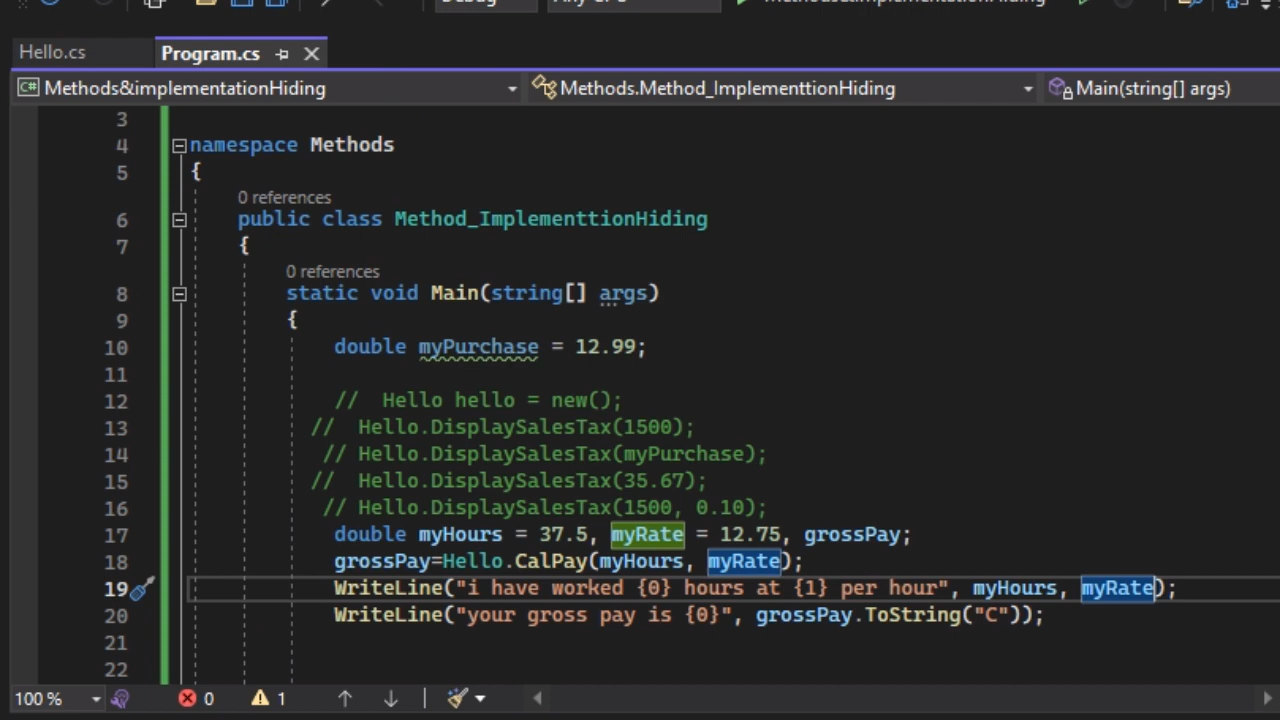 Hello.cs
Program.cs
C# Methods&implementationHiding
Methods.Method_ImplementtionHiding
Main(string[] args)
3
4 namespace Methods
5 {
0 references
6 public class Method_ImplementtionHiding
7 {
0 references
8 static void Main(string[] args)
9 {
10 double myPurchase = 12.99;
11
12 // Hello hello = new();
13 // Hello.DisplaySalesTax(1500);
14 // Hello.DisplaySalesTax(myPurchase);
15 // Hello.DisplaySalesTax(35.67);
16 // Hello.DisplaySalesTax(1500, 0.10);
17 double myHours = 37.5, myRate = 12.75, grossPay;
18 grossPay=Hello.CalPay(myHours, myRate);
19 WriteLine("i have worked {0} hours at {1} per hour", myHours, myRate);
20 WriteLine("your gross pay is {0}", grossPay.ToString("C"));
21
22
100 % 0 1